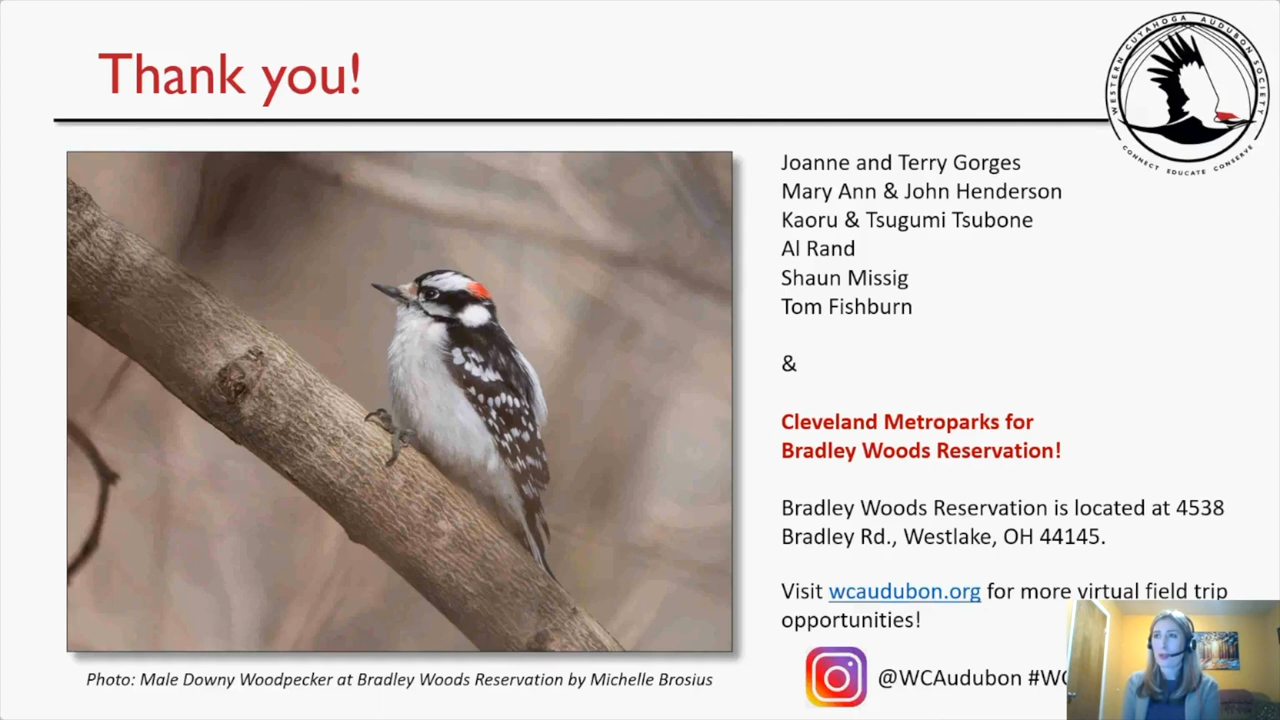 Thank you!
WESTERN CUYAHOGA AUDUBON SOCIETY
CONNECT EDUCATE CONSERVE
Joanne and Terry Gorges
Mary Ann & John Henderson
Kaoru & Tsugumi Tsubone
Al Rand
Shaun Missig
Tom Fishburn
&
Cleveland Metroparks for
Bradley Woods Reservation!
Bradley Woods Reservation is located at 4538
Bradley Rd., Westlake, OH 44145.
Visit wcaudubon.org for more virtual field trip
opportunities!
@WCAudubon
Photo: Male Downy Woodpecker at Bradley Woods Reservation by Michelle Brosius